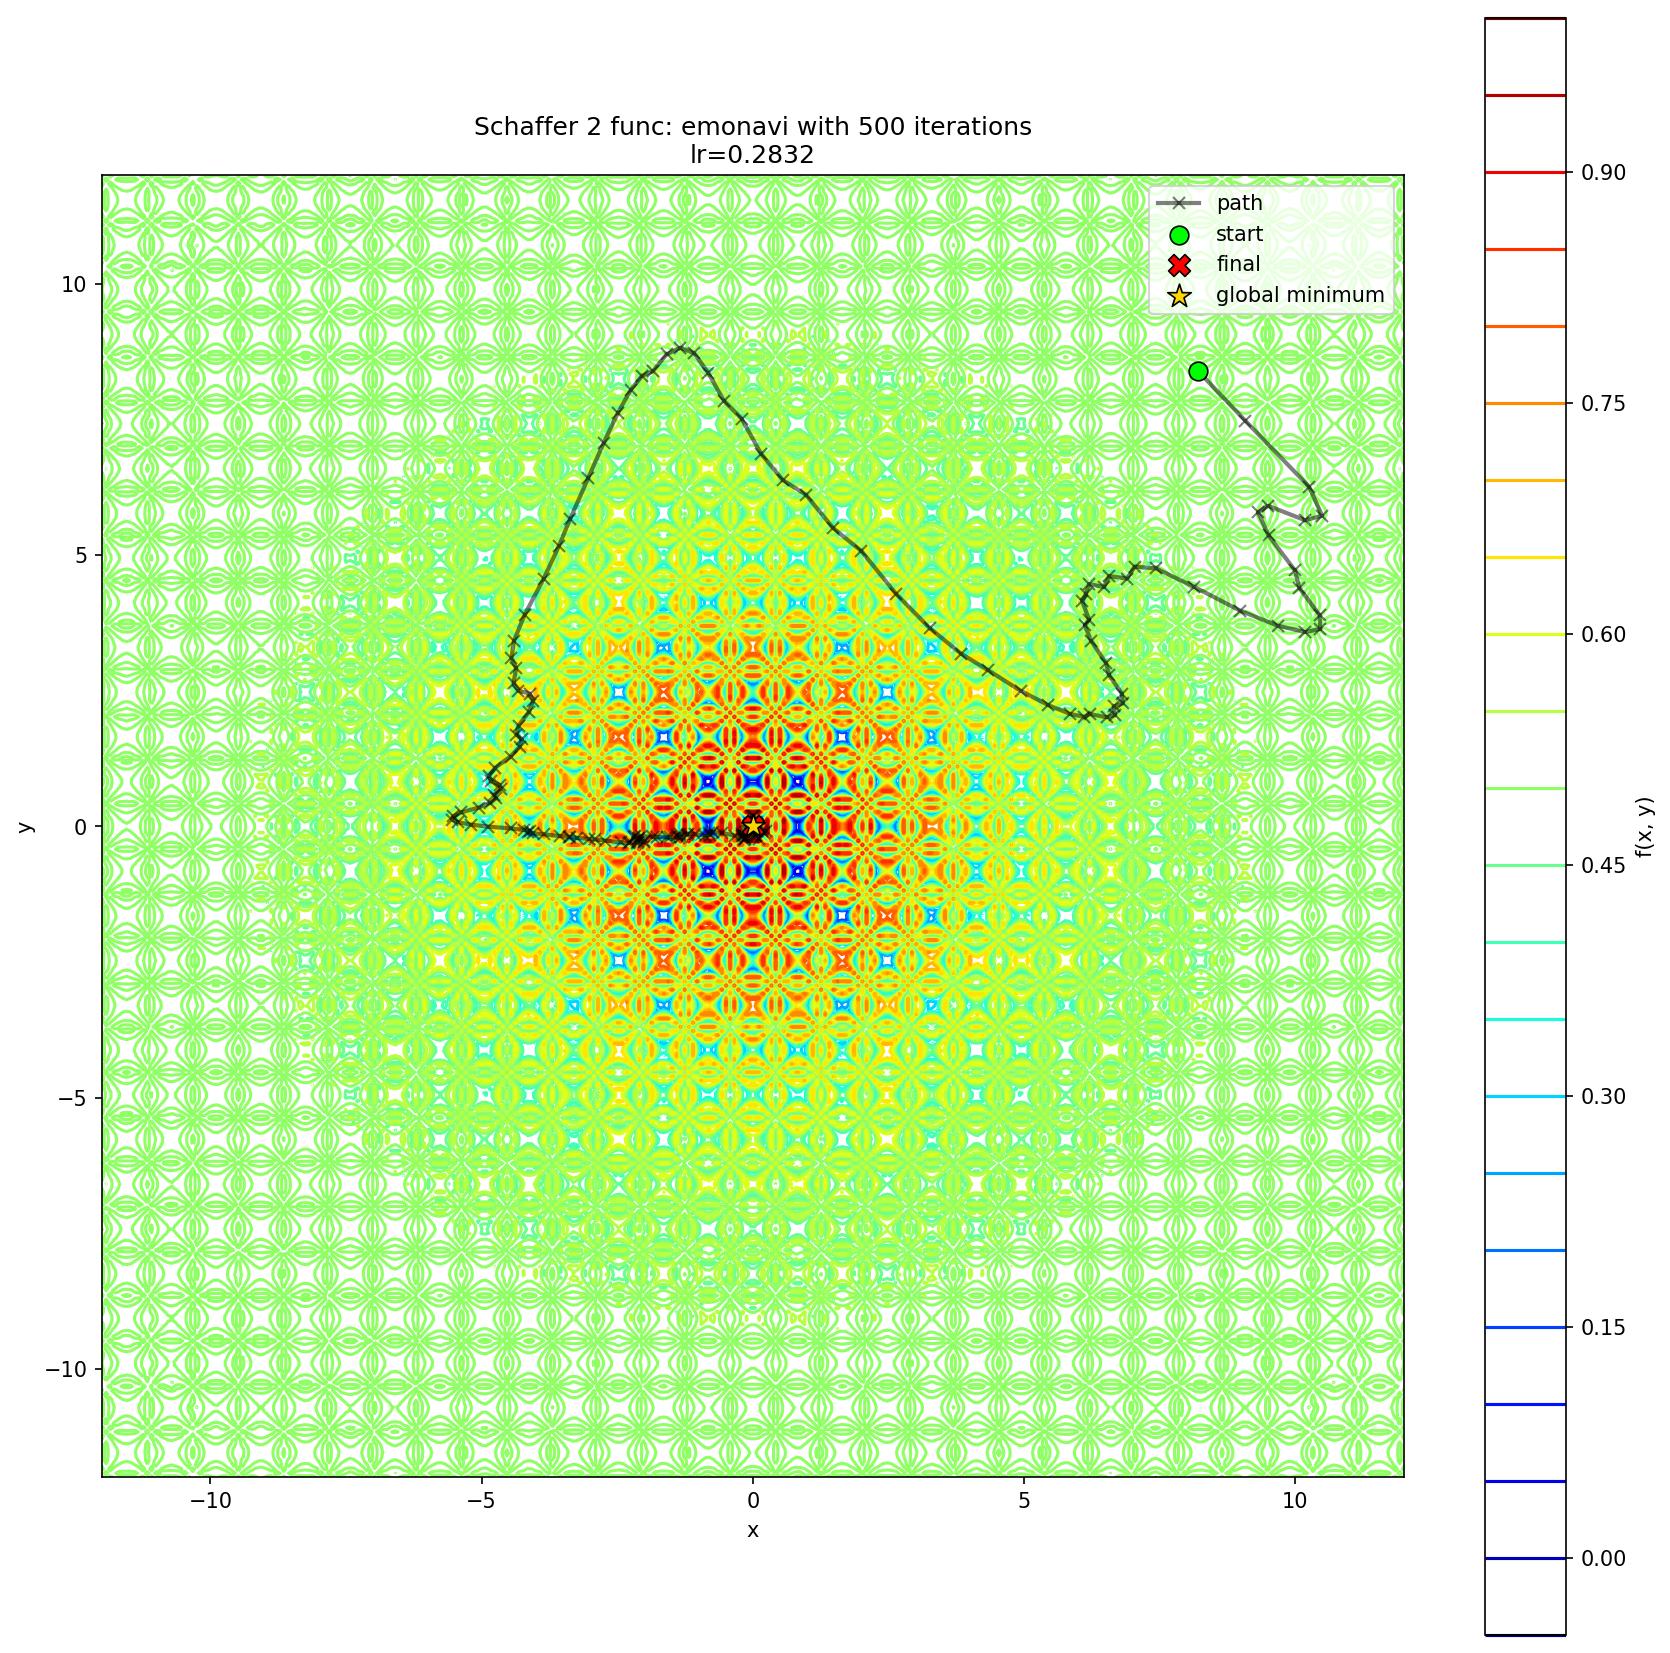 Schaffer 2 func: emonavi with 500 iterations
lr=0.2832
path
start
final
global minimum
10
5
0
−5
−10
y
−10
−5
0
5
10
x
0.90
0.75
0.60
0.45
0.30
0.15
0.00
f(x, y)